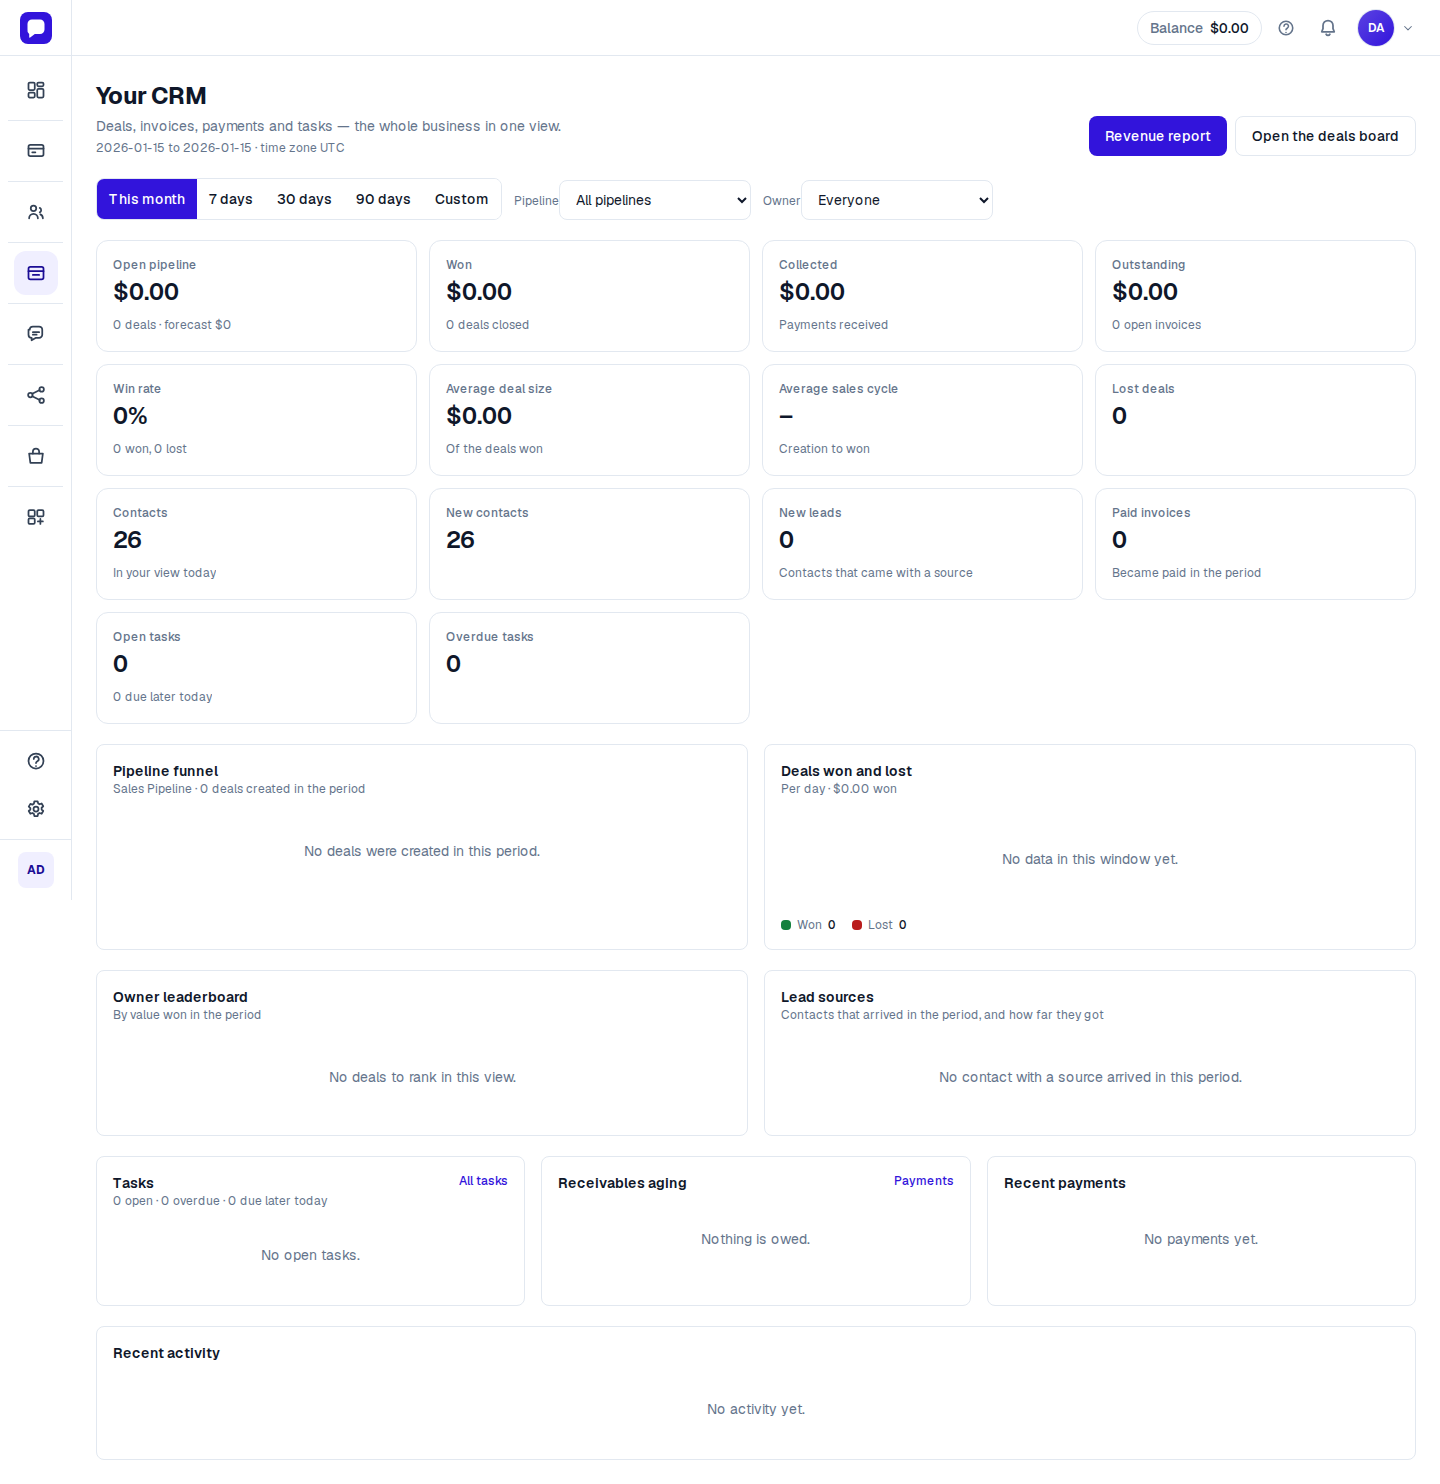 Balance $0.00
DA
Your CRM
Deals, invoices, payments and tasks — the whole business in one view.
2026-01-15 to 2026-01-15 · time zone UTC
Revenue report
Open the deals board
This month
7 days
30 days
90 days
Custom
Pipeline
All pipelines
Owner
Everyone
Open pipeline
$0.00
0 deals · forecast $0
Won
$0.00
0 deals closed
Collected
$0.00
Payments received
Outstanding
$0.00
0 open invoices
Win rate
0%
0 won, 0 lost
Average deal size
$0.00
Of the deals won
Average sales cycle
–
Creation to won
Lost deals
0
Contacts
26
In your view today
New contacts
26
New leads
0
Contacts that came with a source
Paid invoices
0
Became paid in the period
Open tasks
0
0 due later today
Overdue tasks
0
Pipeline funnel
Sales Pipeline · 0 deals created in the period
No deals were created in this period.
Deals won and lost
Per day · $0.00 won
No data in this window yet.
Won 0
Lost 0
AD
Owner leaderboard
By value won in the period
No deals to rank in this view.
Lead sources
Contacts that arrived in the period, and how far they got
No contact with a source arrived in this period.
Tasks
All tasks
0 open · 0 overdue · 0 due later today
No open tasks.
Receivables aging
Payments
Nothing is owed.
Recent payments
No payments yet.
Recent activity
No activity yet.